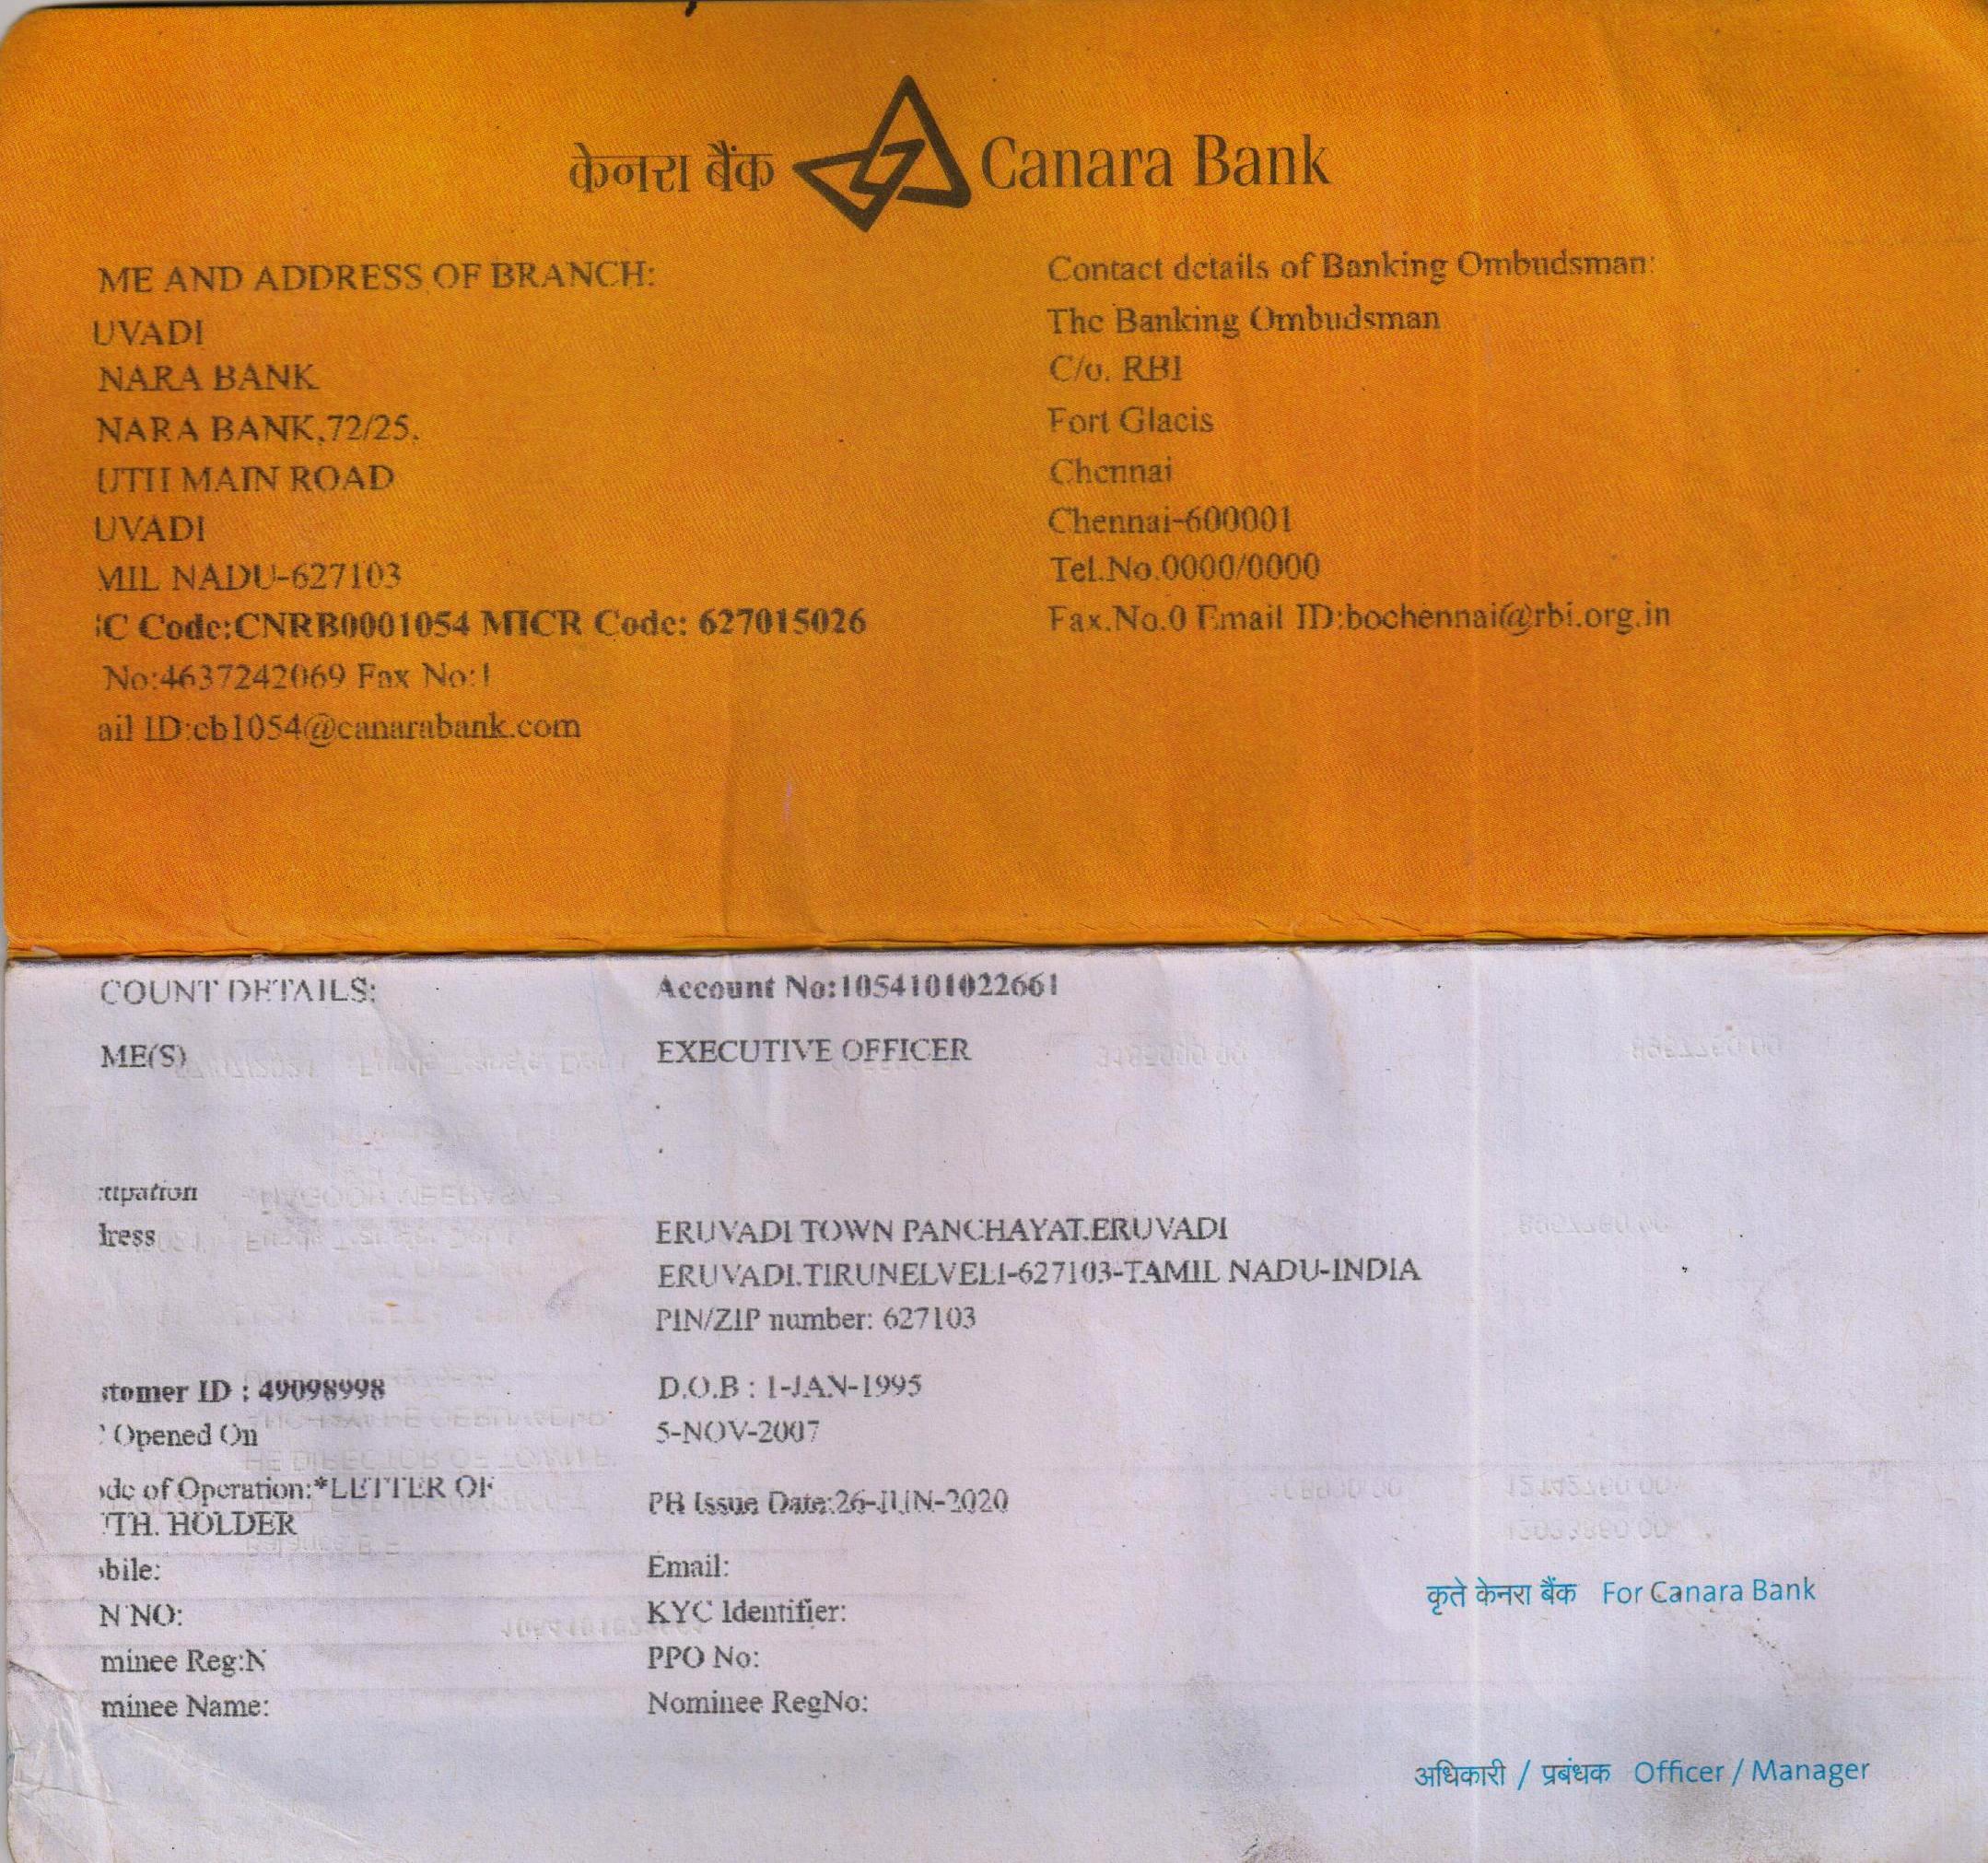 केनरा बैंक Canara Bank
ME AND ADDRESS OF BRANCH:
UVADI
NARA BANK
NARA BANK,72/25,
UTH MAIN ROAD
UVADI
MIL NADU-627103
C Code:CNRB0001054 MICR Code: 627015026
No:4637242069 Fax No:1
ail ID:cb1054@canarabank.com
Contact details of Banking Ombudsman:
The Banking Ombudsman
C/o. RBI
Fort Glacis
Chennai
Chennai-600001
Tel.No.0000/0000
Fax.No.0 Email ID:bochennai@rbi.org.in
COUNT DETAILS: Account No:1054101022661
ME(S) EXECUTIVE OFFICER
cupation
dress ERUVADI TOWN PANCHAYAT,ERUVADI
ERUVADI,TIRUNELVELI-627103-TAMIL NADU-INDIA
PIN/ZIP number: 627103
stomer ID : 49098998 D.O.B : 1-JAN-1995
Opened On 5-NOV-2007
ode of Operation:*LETTER OF
TH. HOLDER PB Issue Date:26-JUN-2020
obile: Email:
N NO: KYC Identifier:
minee Reg:N PPO No:
minee Name: Nominee RegNo:
कृते केनरा बैंक For Canara Bank
अधिकारी / प्रबंधक Officer / Manager